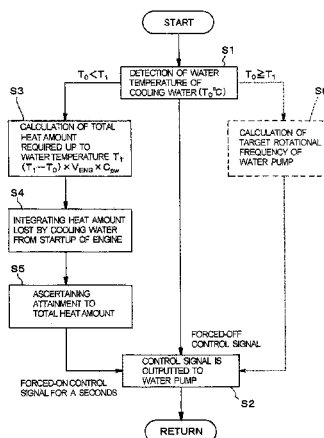 START
S1
DETECTION OF WATER
TEMPERATURE OF
COOLING WATER (T₀°C)
T₀<T₁
T₀≧T₁
S3
CALCULATION OF TOTAL
HEAT AMOUNT
REQUIRED UP TO
WATER TEMPERATURE T₁
(T₁-T₀)×V_ENG×C_pw
CALCULATION OF
TARGET ROTATIONAL
FREQUENCY OF
WATER PUMP
S4
INTEGRATING HEAT AMOUNT
LOST BY COOLING WATER
FROM STARTUP OF ENGINE
S5
ASCERTAINING
ATTAINMENT TO
TOTAL HEAT AMOUNT
FORCED-OFF
CONTROL SIGNAL
FORCED-ON CONTROL
SIGNAL FOR A SECONDS
CONTROL SIGNAL IS
OUTPUTTED TO
WATER PUMP
S2
RETURN